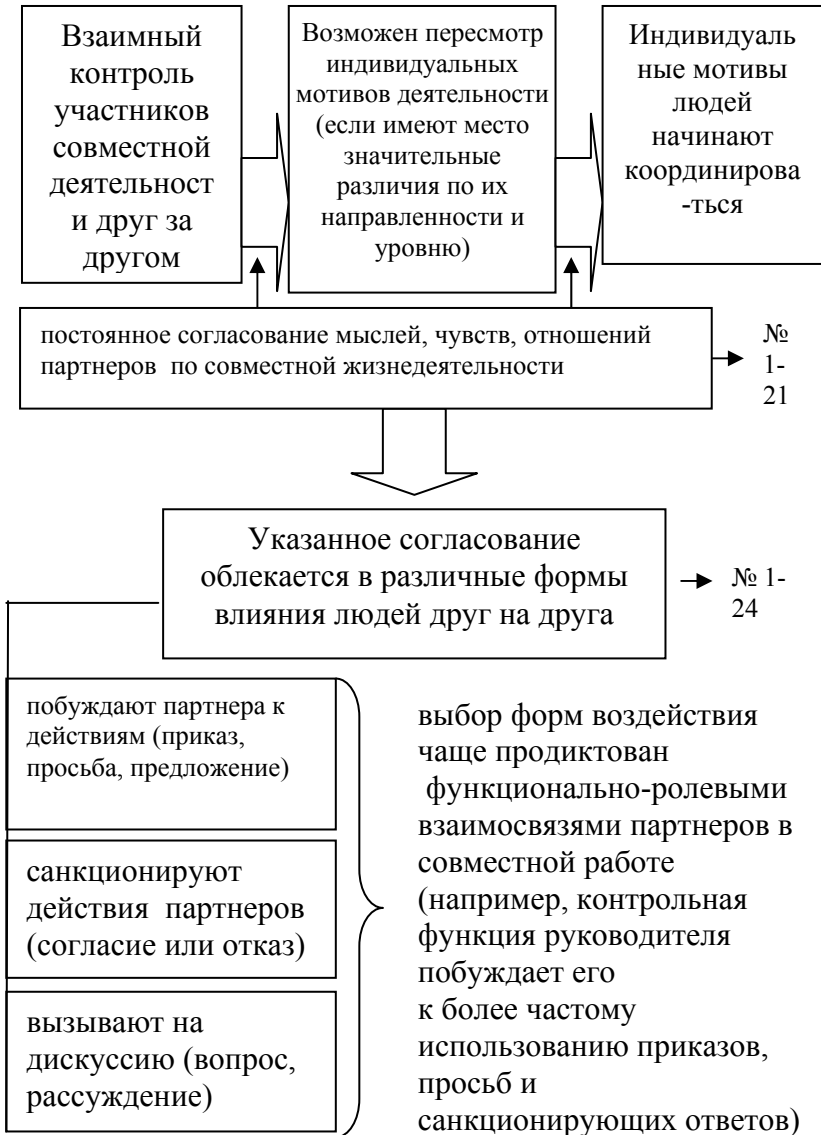 Взаимный
контроль
участников
совместной
деятельност
и друг за
другом
Возможен пересмотр
индивидуальных
мотивов деятельности
(если имеют место
значительные
различия по их
направленности и
уровню)
Индивидуаль
ные мотивы
людей
начинают
координирова
-ться
постоянное согласование мыслей, чувств, отношений
партнеров по совместной жизнедеятельности
№
1-
21
Указанное согласование
облекается в различные формы
влияния людей друг на друга
№ 1-
24
побуждают партнера к
действиям (приказ,
просьба, предложение)
санкционируют
действия партнеров
(согласие или отказ)
вызывают на
дискуссию (вопрос,
рассуждение)
выбор форм воздействия
чаще продиктован
функционально-ролевыми
взаимосвязями партнеров в
совместной работе
(например, контрольная
функция руководителя
побуждает его
к более частому
использованию приказов,
просьб и
санкционирующих ответов)